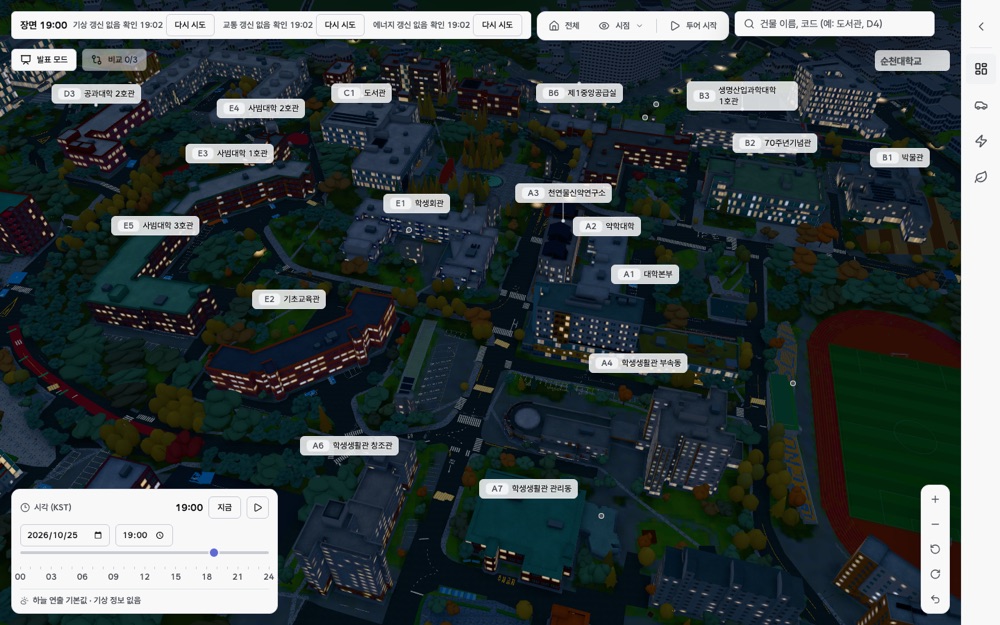 장면 19:00 기상 갱신 없음 확인 19:02 다시 시도 교통 갱신 없음 확인 19:02 다시 시도 에너지 갱신 없음 확인 19:02 다시 시도
전체 시점 투어 시작
건물 이름, 코드 (예: 도서관, D4)
발표 모드
비교 0/3
순천대학교
D3 공과대학 2호관
E4 사범대학 2호관
C1 도서관
B6 제1중앙공급실
B3 생명산업과학대학
1호관
E3 사범대학 1호관
B2 70주년기념관
B1 박물관
E1 학생회관
A3 천연물신약연구소
E5 사범대학 3호관
A2 약학대학
A1 대학본부
E2 기초교육관
A4 학생생활관 부속동
A6 학생생활관 창조관
A7 학생생활관 관리동
시각 (KST) 19:00 지금
2026/10/25 19:00
00 03 06 09 12 15 18 21 24
하늘 연출 기본값 · 기상 정보 없음